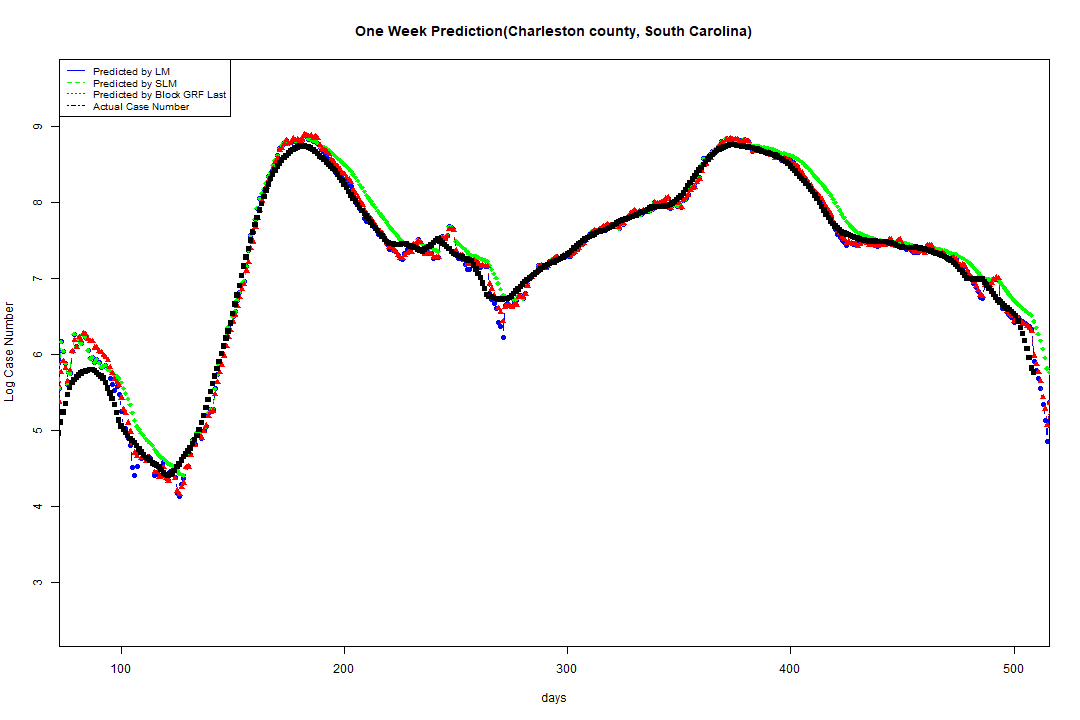 One Week Prediction(Charleston county, South Carolina)
Predicted by LM
Predicted by SLM
Predicted by Block GRF Last
Actual Case Number
9
8
7
6
5
4
3
Log Case Number
100 200 300 400 500
days